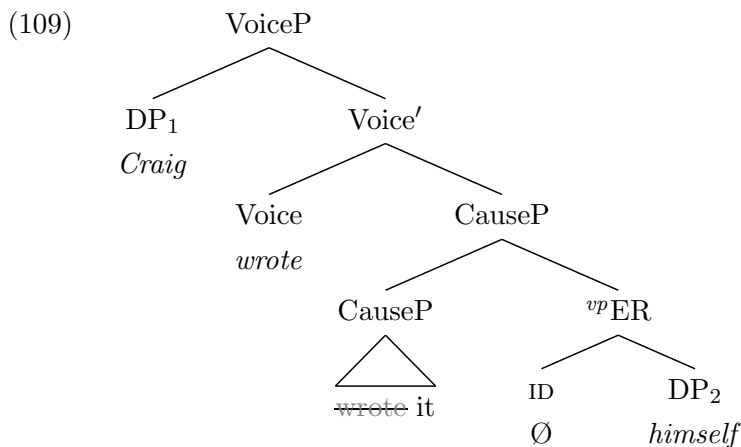 (109) VoiceP
DP₁ Voice′
Craig
Voice CauseP
wrote
CauseP ᵛᵖER
wrote it ID DP₂
Ø himself